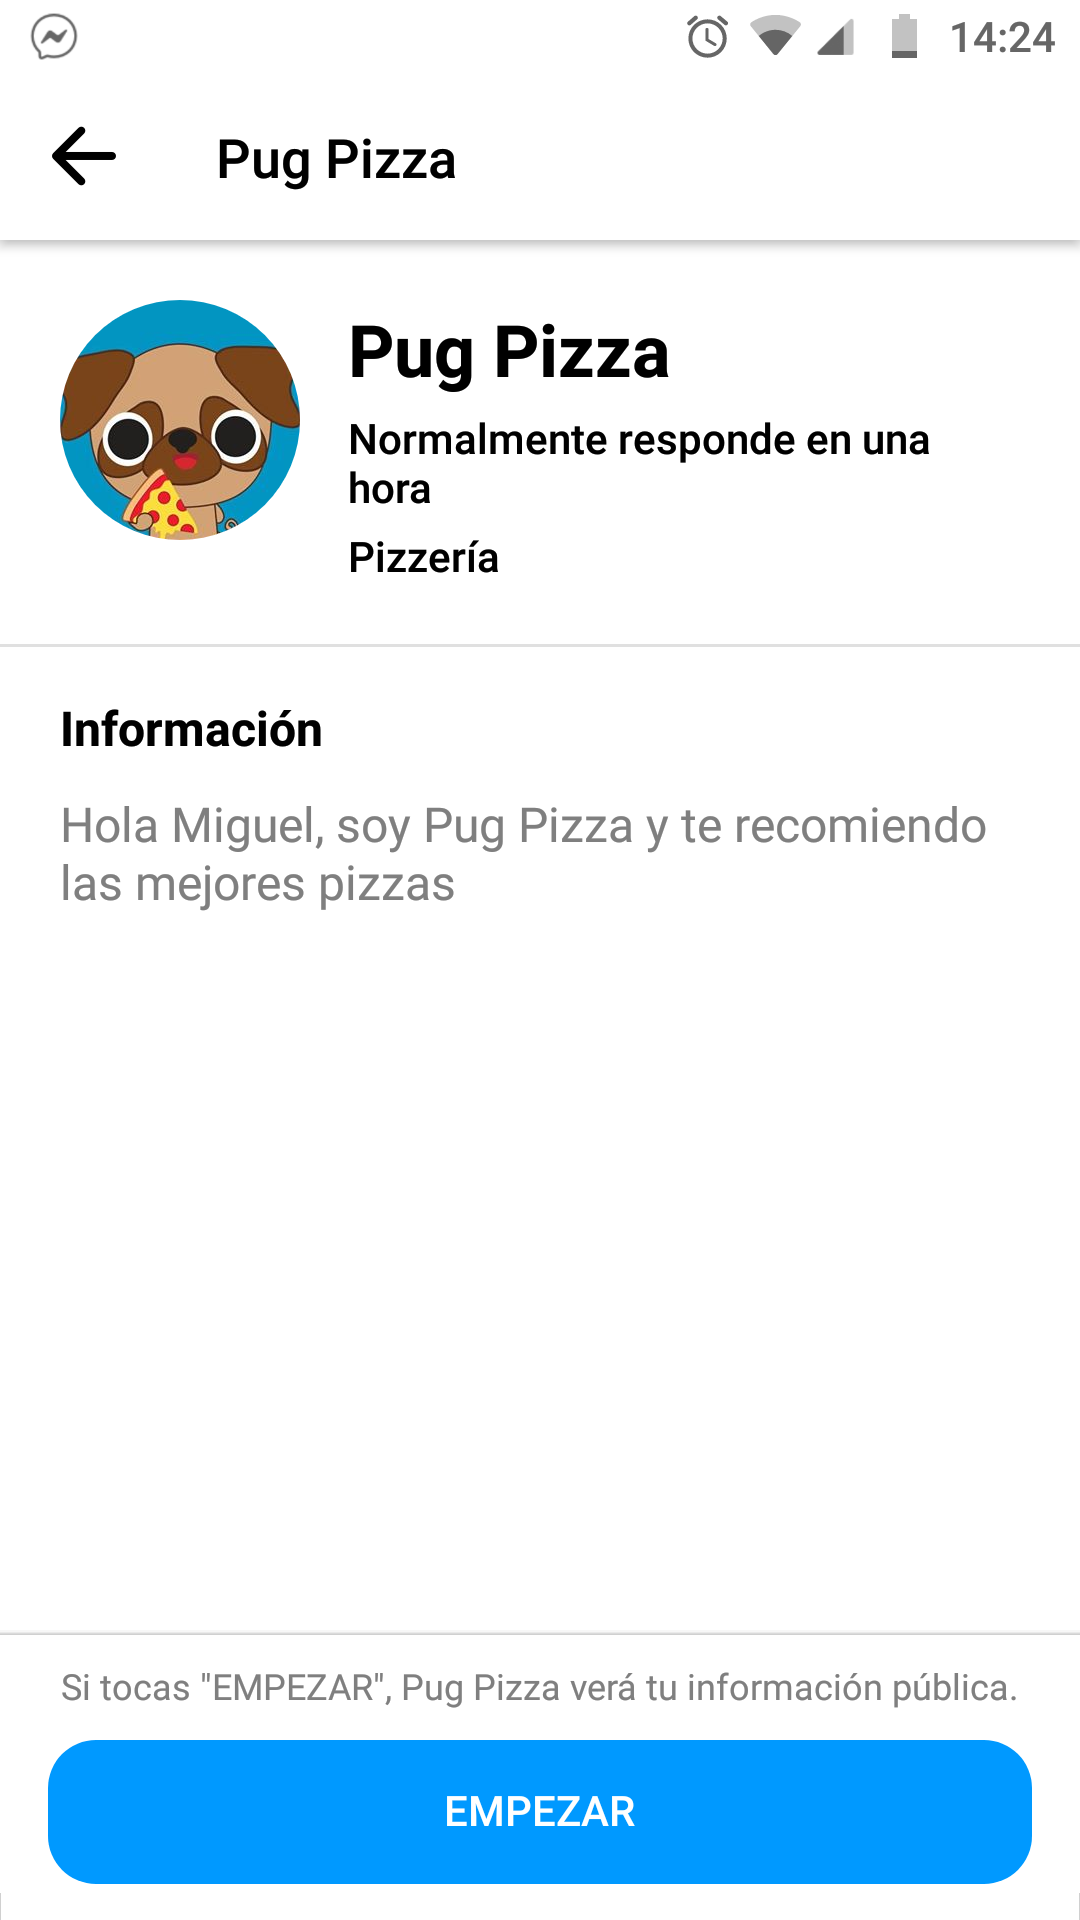 14:24
Pug Pizza
Pug Pizza
Normalmente responde en una
hora
Pizzería
Información
Hola Miguel, soy Pug Pizza y te recomiendo
las mejores pizzas
Si tocas "EMPEZAR", Pug Pizza verá tu información pública.
EMPEZAR